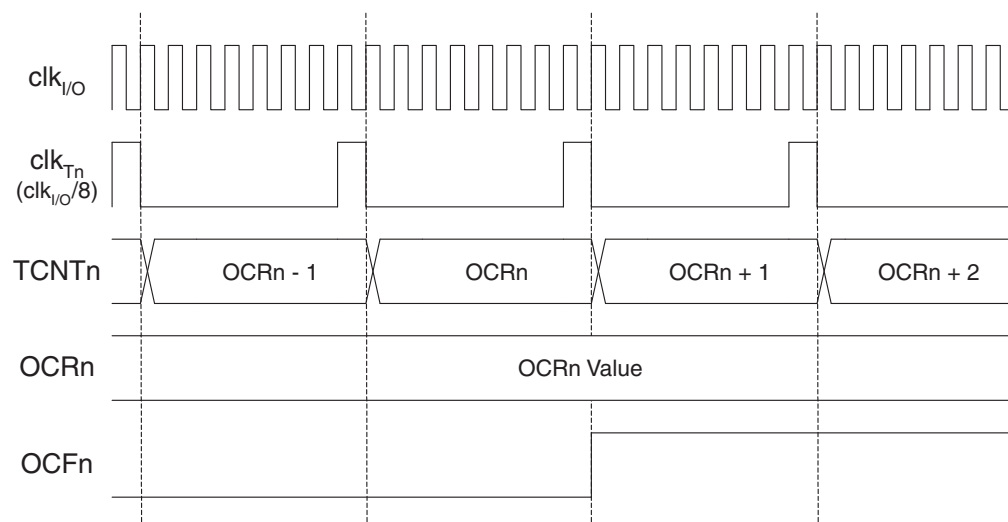 clkI/O
clkTn
(clkI/O/8)
TCNTn
OCRn - 1
OCRn
OCRn + 1
OCRn + 2
OCRn
OCRn Value
OCFn